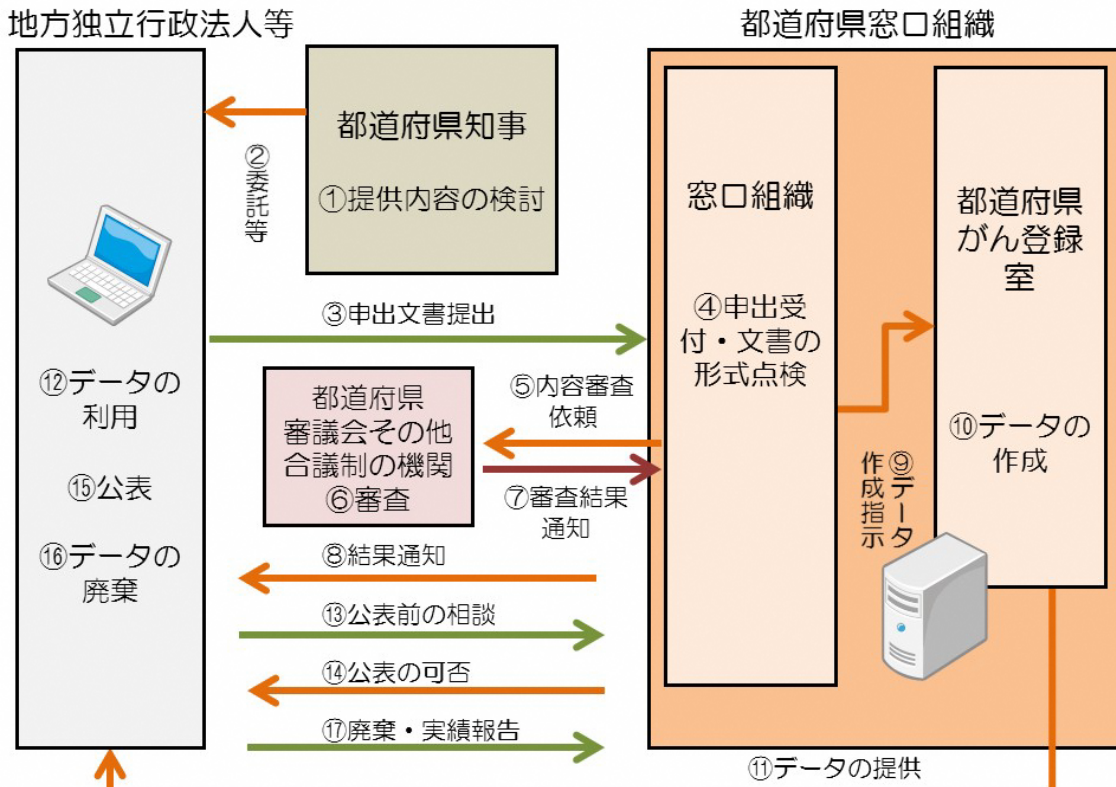 地方独立行政法人等
都道府県窓口組織
都道府県知事
①提供内容の検討
②委託等
③申出文書提出
窓口組織
④申出受
付・文書の
形式点検
都道府県
がん登録
室
⑤内容審査
依頼
都道府県
審議会その他
合議制の機関
⑥審査
⑦審査結果
通知
⑧結果通知
⑨データ
作成指示
⑩データの
作成
⑪データの提供
⑫データの
利用
⑬公表前の相談
⑭公表の可否
⑮公表
⑯データの
廃棄
⑰廃棄・実績報告